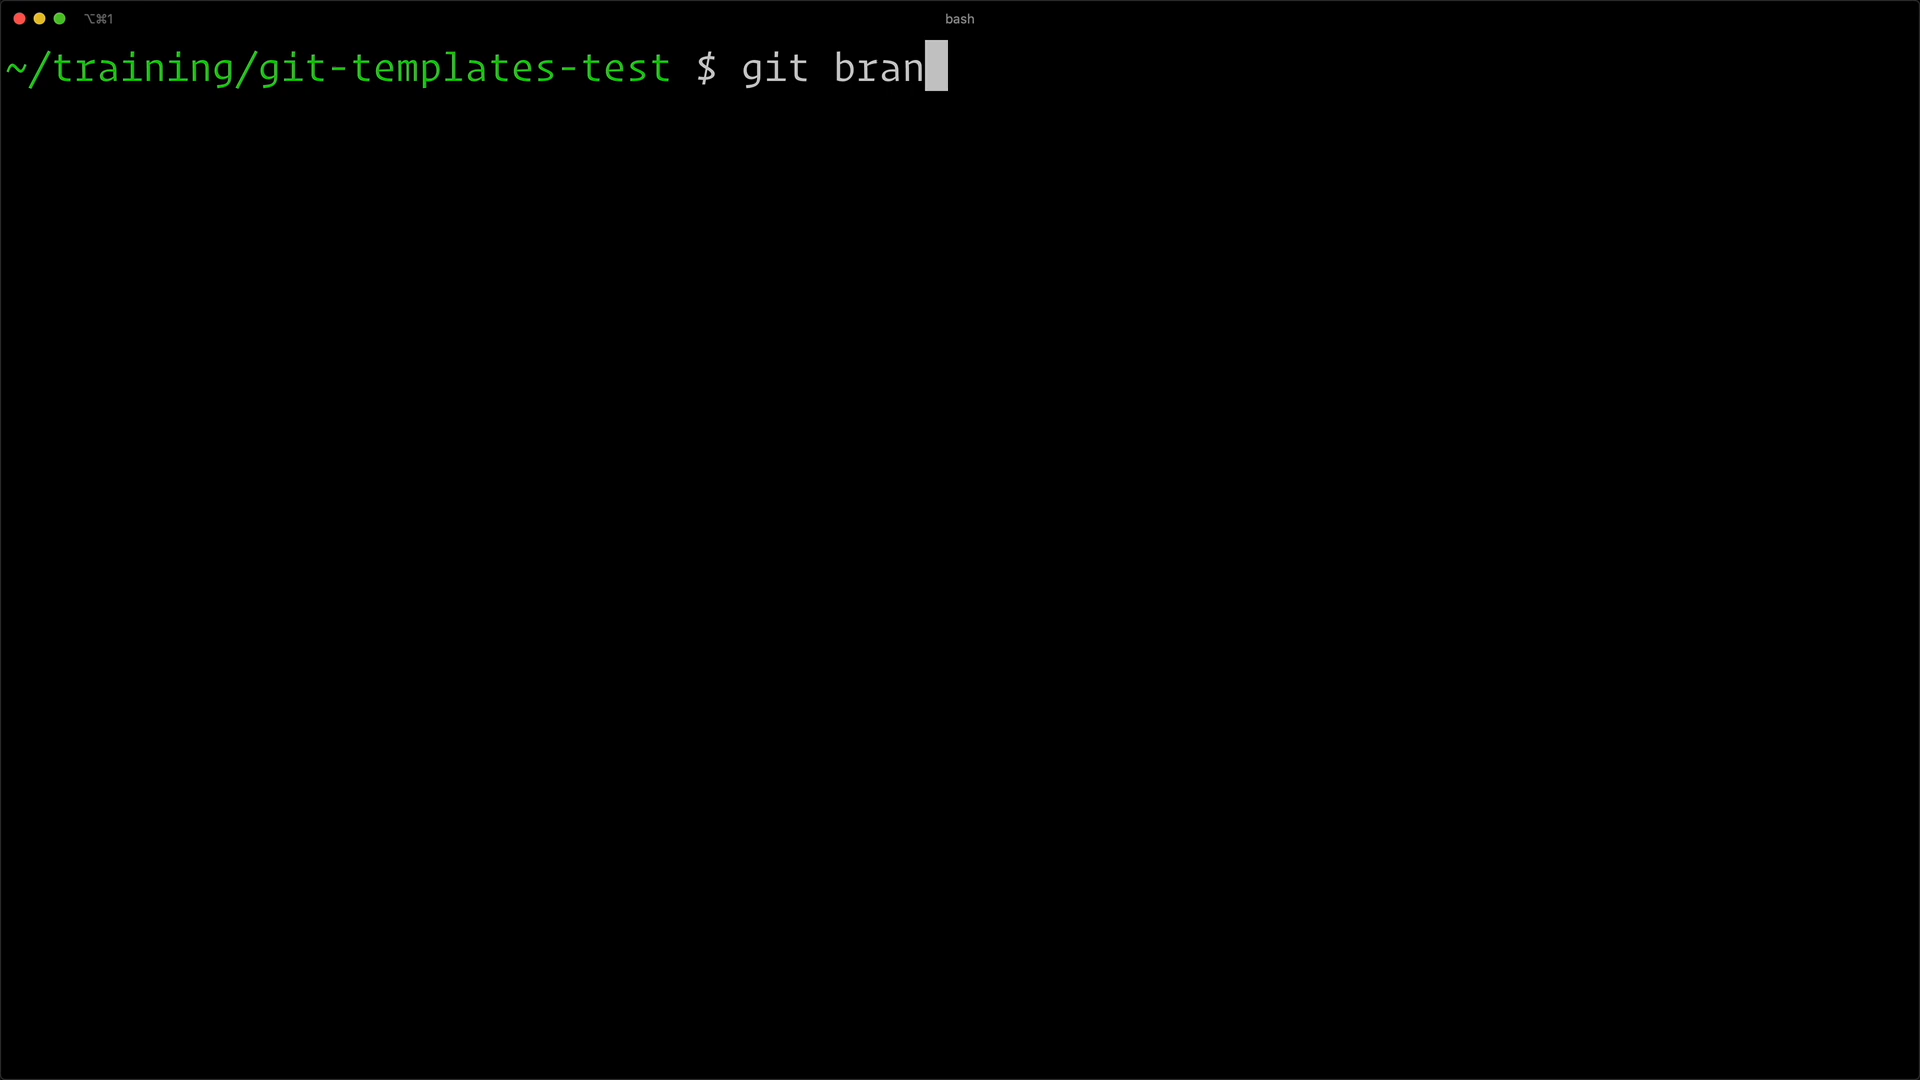 ⌥⌘1
bash
~/training/git-templates-test $ git bran